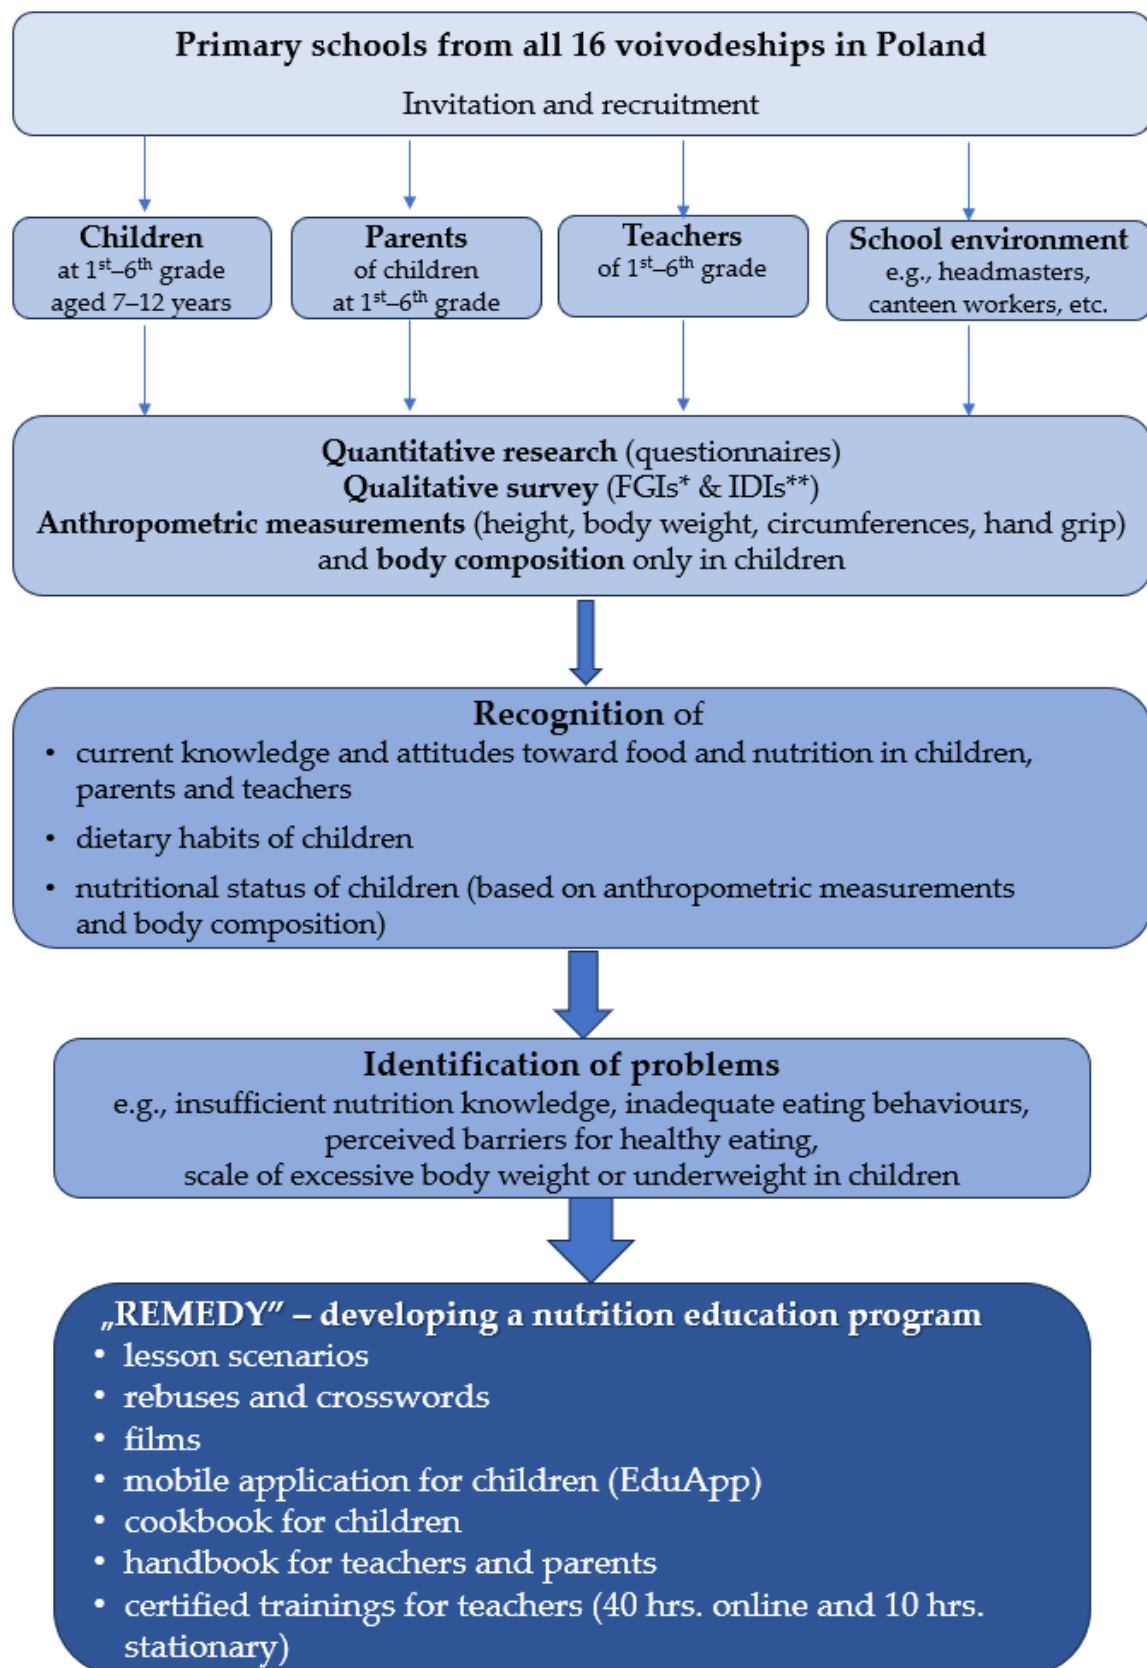 Primary schools from all 16 voivodeships in Poland
Invitation and recruitment
Children
at 1st–6th grade
aged 7–12 years
Parents
of children
at 1st–6th grade
Teachers
of 1st–6th grade
School environment
e.g., headmasters,
canteen workers, etc.
Quantitative research (questionnaires)
Qualitative survey (FGIs* & IDIs**)
Anthropometric measurements (height, body weight, circumferences, hand grip)
and body composition only in children
Recognition of
• current knowledge and attitudes toward food and nutrition in children,
parents and teachers
• dietary habits of children
• nutritional status of children (based on anthropometric measurements
and body composition)
Identification of problems
e.g., insufficient nutrition knowledge, inadequate eating behaviours,
perceived barriers for healthy eating,
scale of excessive body weight or underweight in children
„REMEDY” – developing a nutrition education program
• lesson scenarios
• rebuses and crosswords
• films
• mobile application for children (EduApp)
• cookbook for children
• handbook for teachers and parents
• certified trainings for teachers (40 hrs. online and 10 hrs.
stationary)